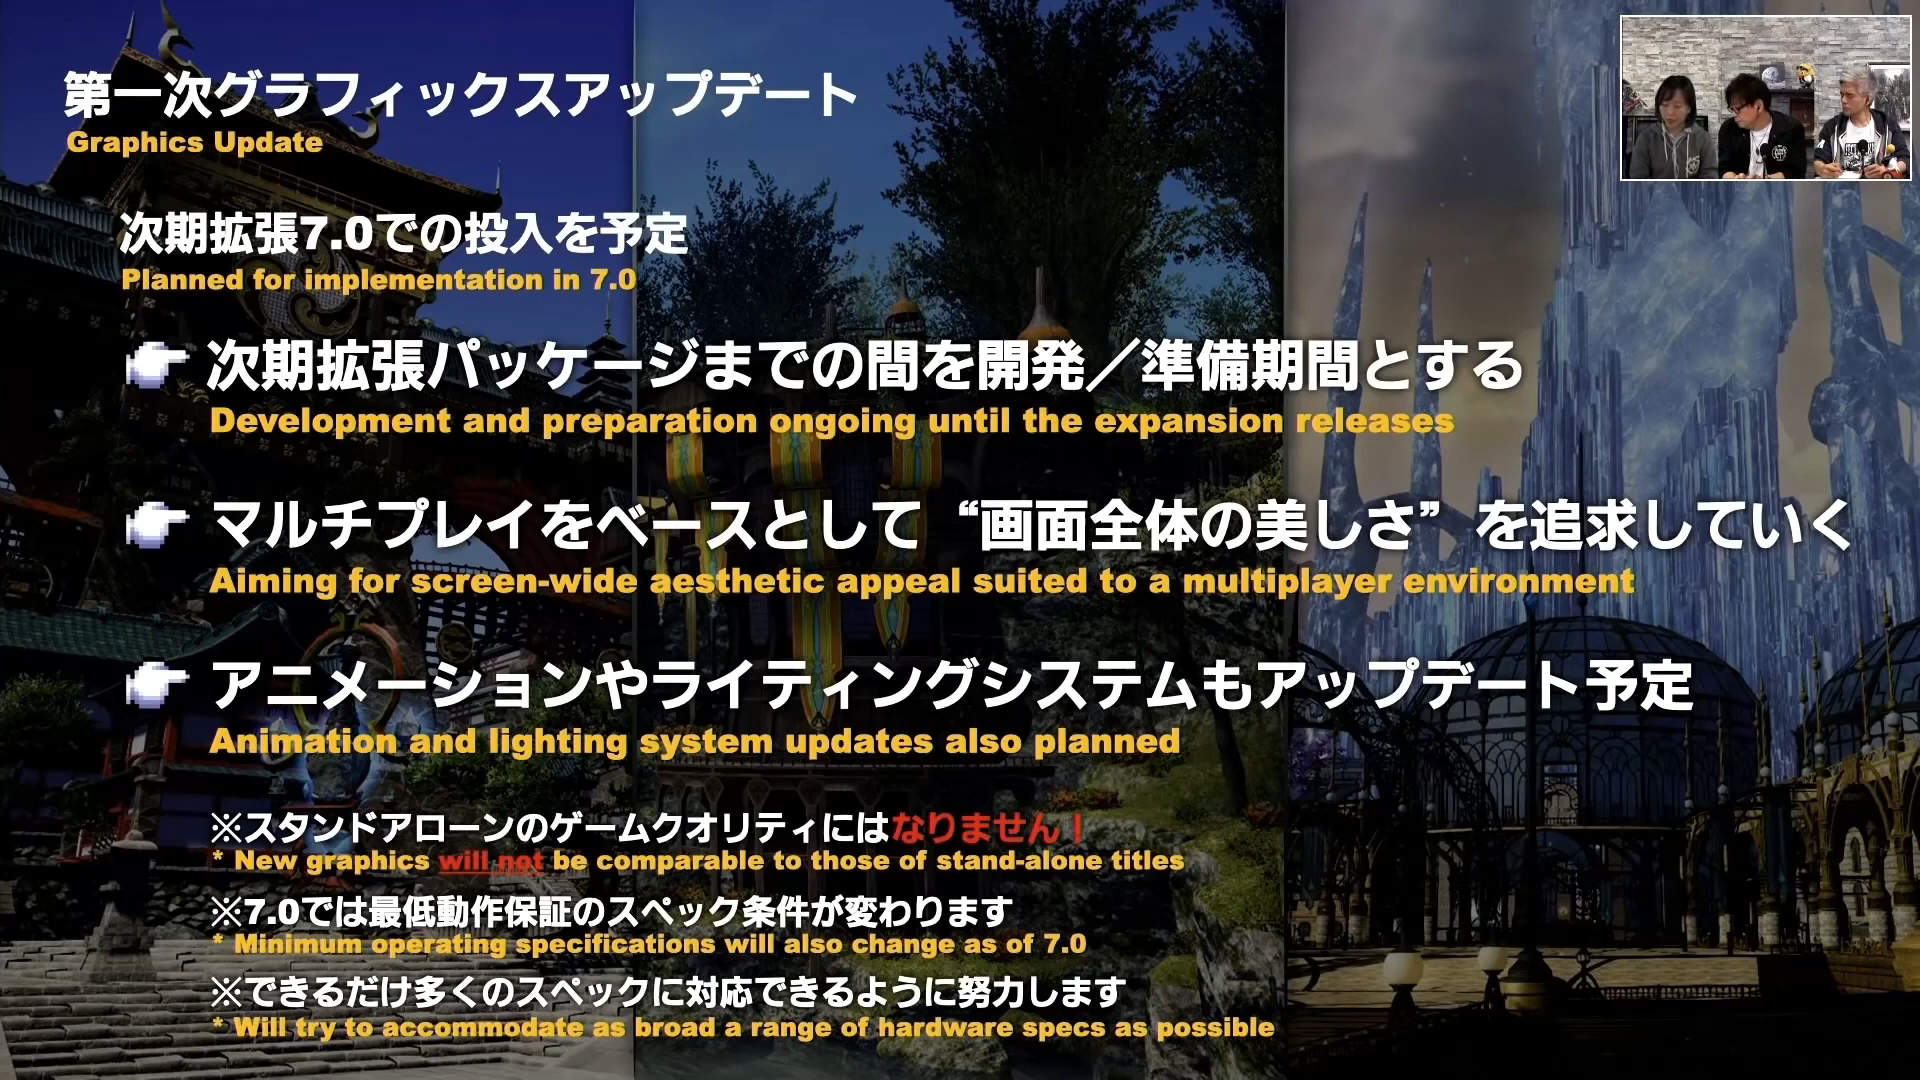 第一次グラフィックスアップデート
Graphics Update
次期拡張7.0での投入を予定
Planned for implementation in 7.0
次期拡張パッケージまでの間を開発／準備期間とする
Development and preparation ongoing until the expansion releases
マルチプレイをベースとして“画面全体の美しさ”を追求していく
Aiming for screen-wide aesthetic appeal suited to a multiplayer environment
アニメーションやライティングシステムもアップデート予定
Animation and lighting system updates also planned
※スタンドアローンのゲームクオリティにはなりません！
* New graphics will not be comparable to those of stand-alone titles
※7.0では最低動作保証のスペック条件が変わります
* Minimum operating specifications will also change as of 7.0
※できるだけ多くのスペックに対応できるように努力します
* Will try to accommodate as broad a range of hardware specs as possible